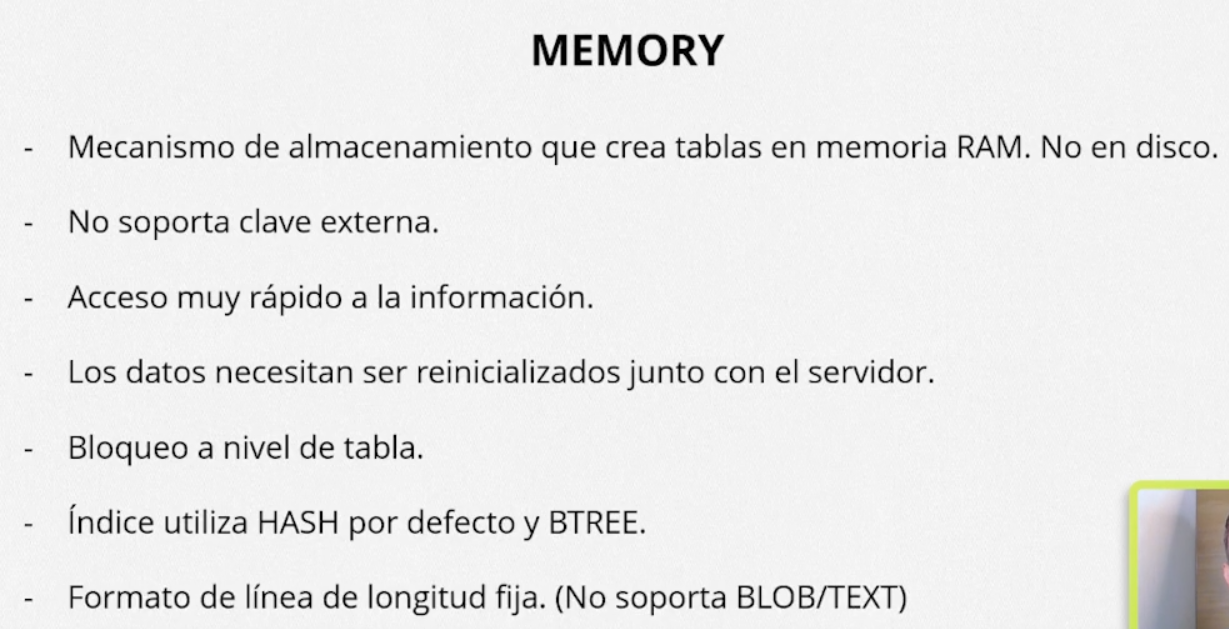 MEMORY
- Mecanismo de almacenamiento que crea tablas en memoria RAM. No en disco.
- No soporta clave externa.
- Acceso muy rápido a la información.
- Los datos necesitan ser reinicializados junto con el servidor.
- Bloqueo a nivel de tabla.
- Índice utiliza HASH por defecto y BTREE.
- Formato de línea de longitud fija. (No soporta BLOB/TEXT)